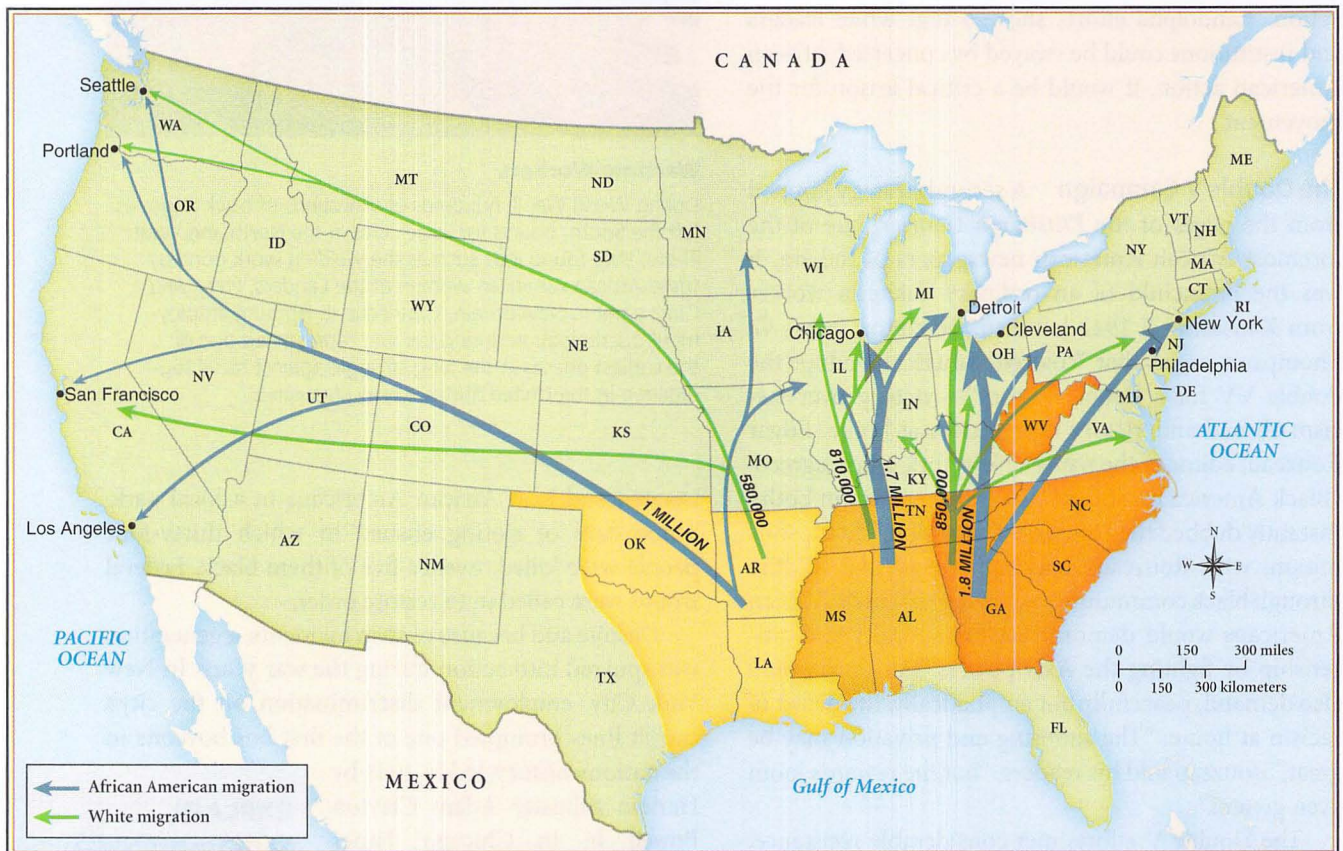 CANADA
Seattle
WA
Portland
MT
ND
ME
OR
MN
VT
NH
ID
NY
SD
WI
MA
MI
CT
RI
WY
Detroit
Chicago
Cleveland
New York
IA
NE
PA
NJ
OH
Philadelphia
NV
IL
San Francisco
UT
IN
MD
DE
CA
CO
KS
WV
VA
ATLANTIC
OCEAN
MO
KY
580,000
810,000
1.7 MILLION
850,000
TN
NC
1 MILLION
Los Angeles
AZ
OK
NM
AR
SC
1.8 MILLION
N
W
E
S
MS
AL
GA
PACIFIC
OCEAN
0 150 300 miles
0 150 300 kilometers
TX
LA
FL
MEXICO
Gulf of Mexico
African American migration
White migration